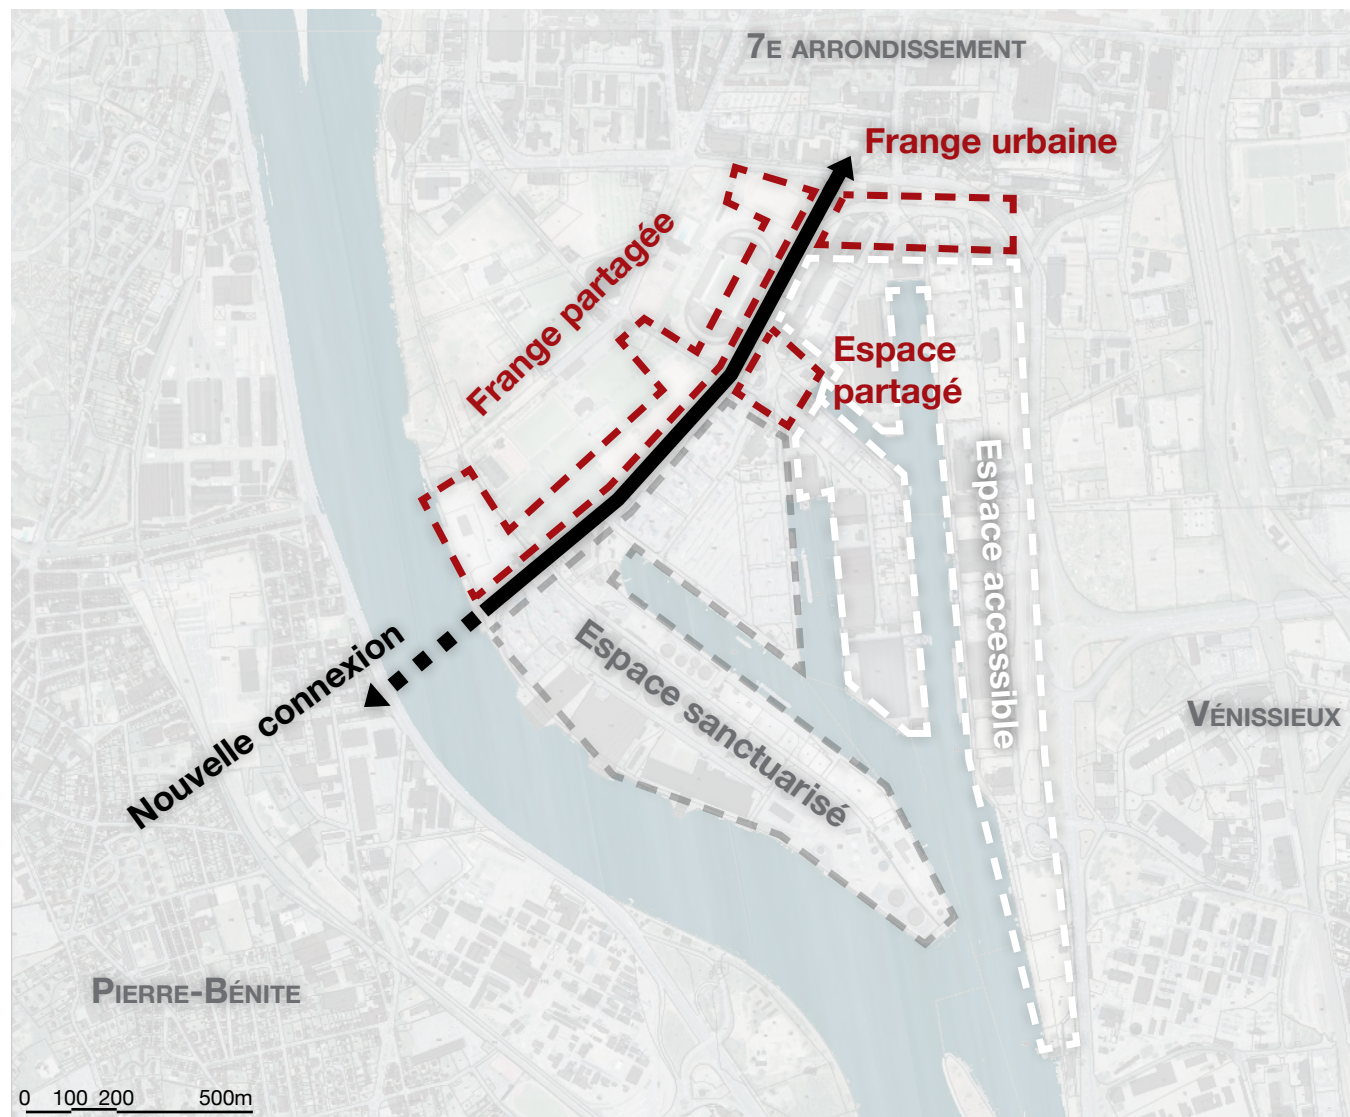 7E ARRONDISSEMENT
Frange urbaine
Frange partagée
Espace
partagé
Espace accessible
Nouvelle connexion
Espace sanctuarisé
VÉNISSIEUX
PIERRE-BÉNITE
0 100 200 500m